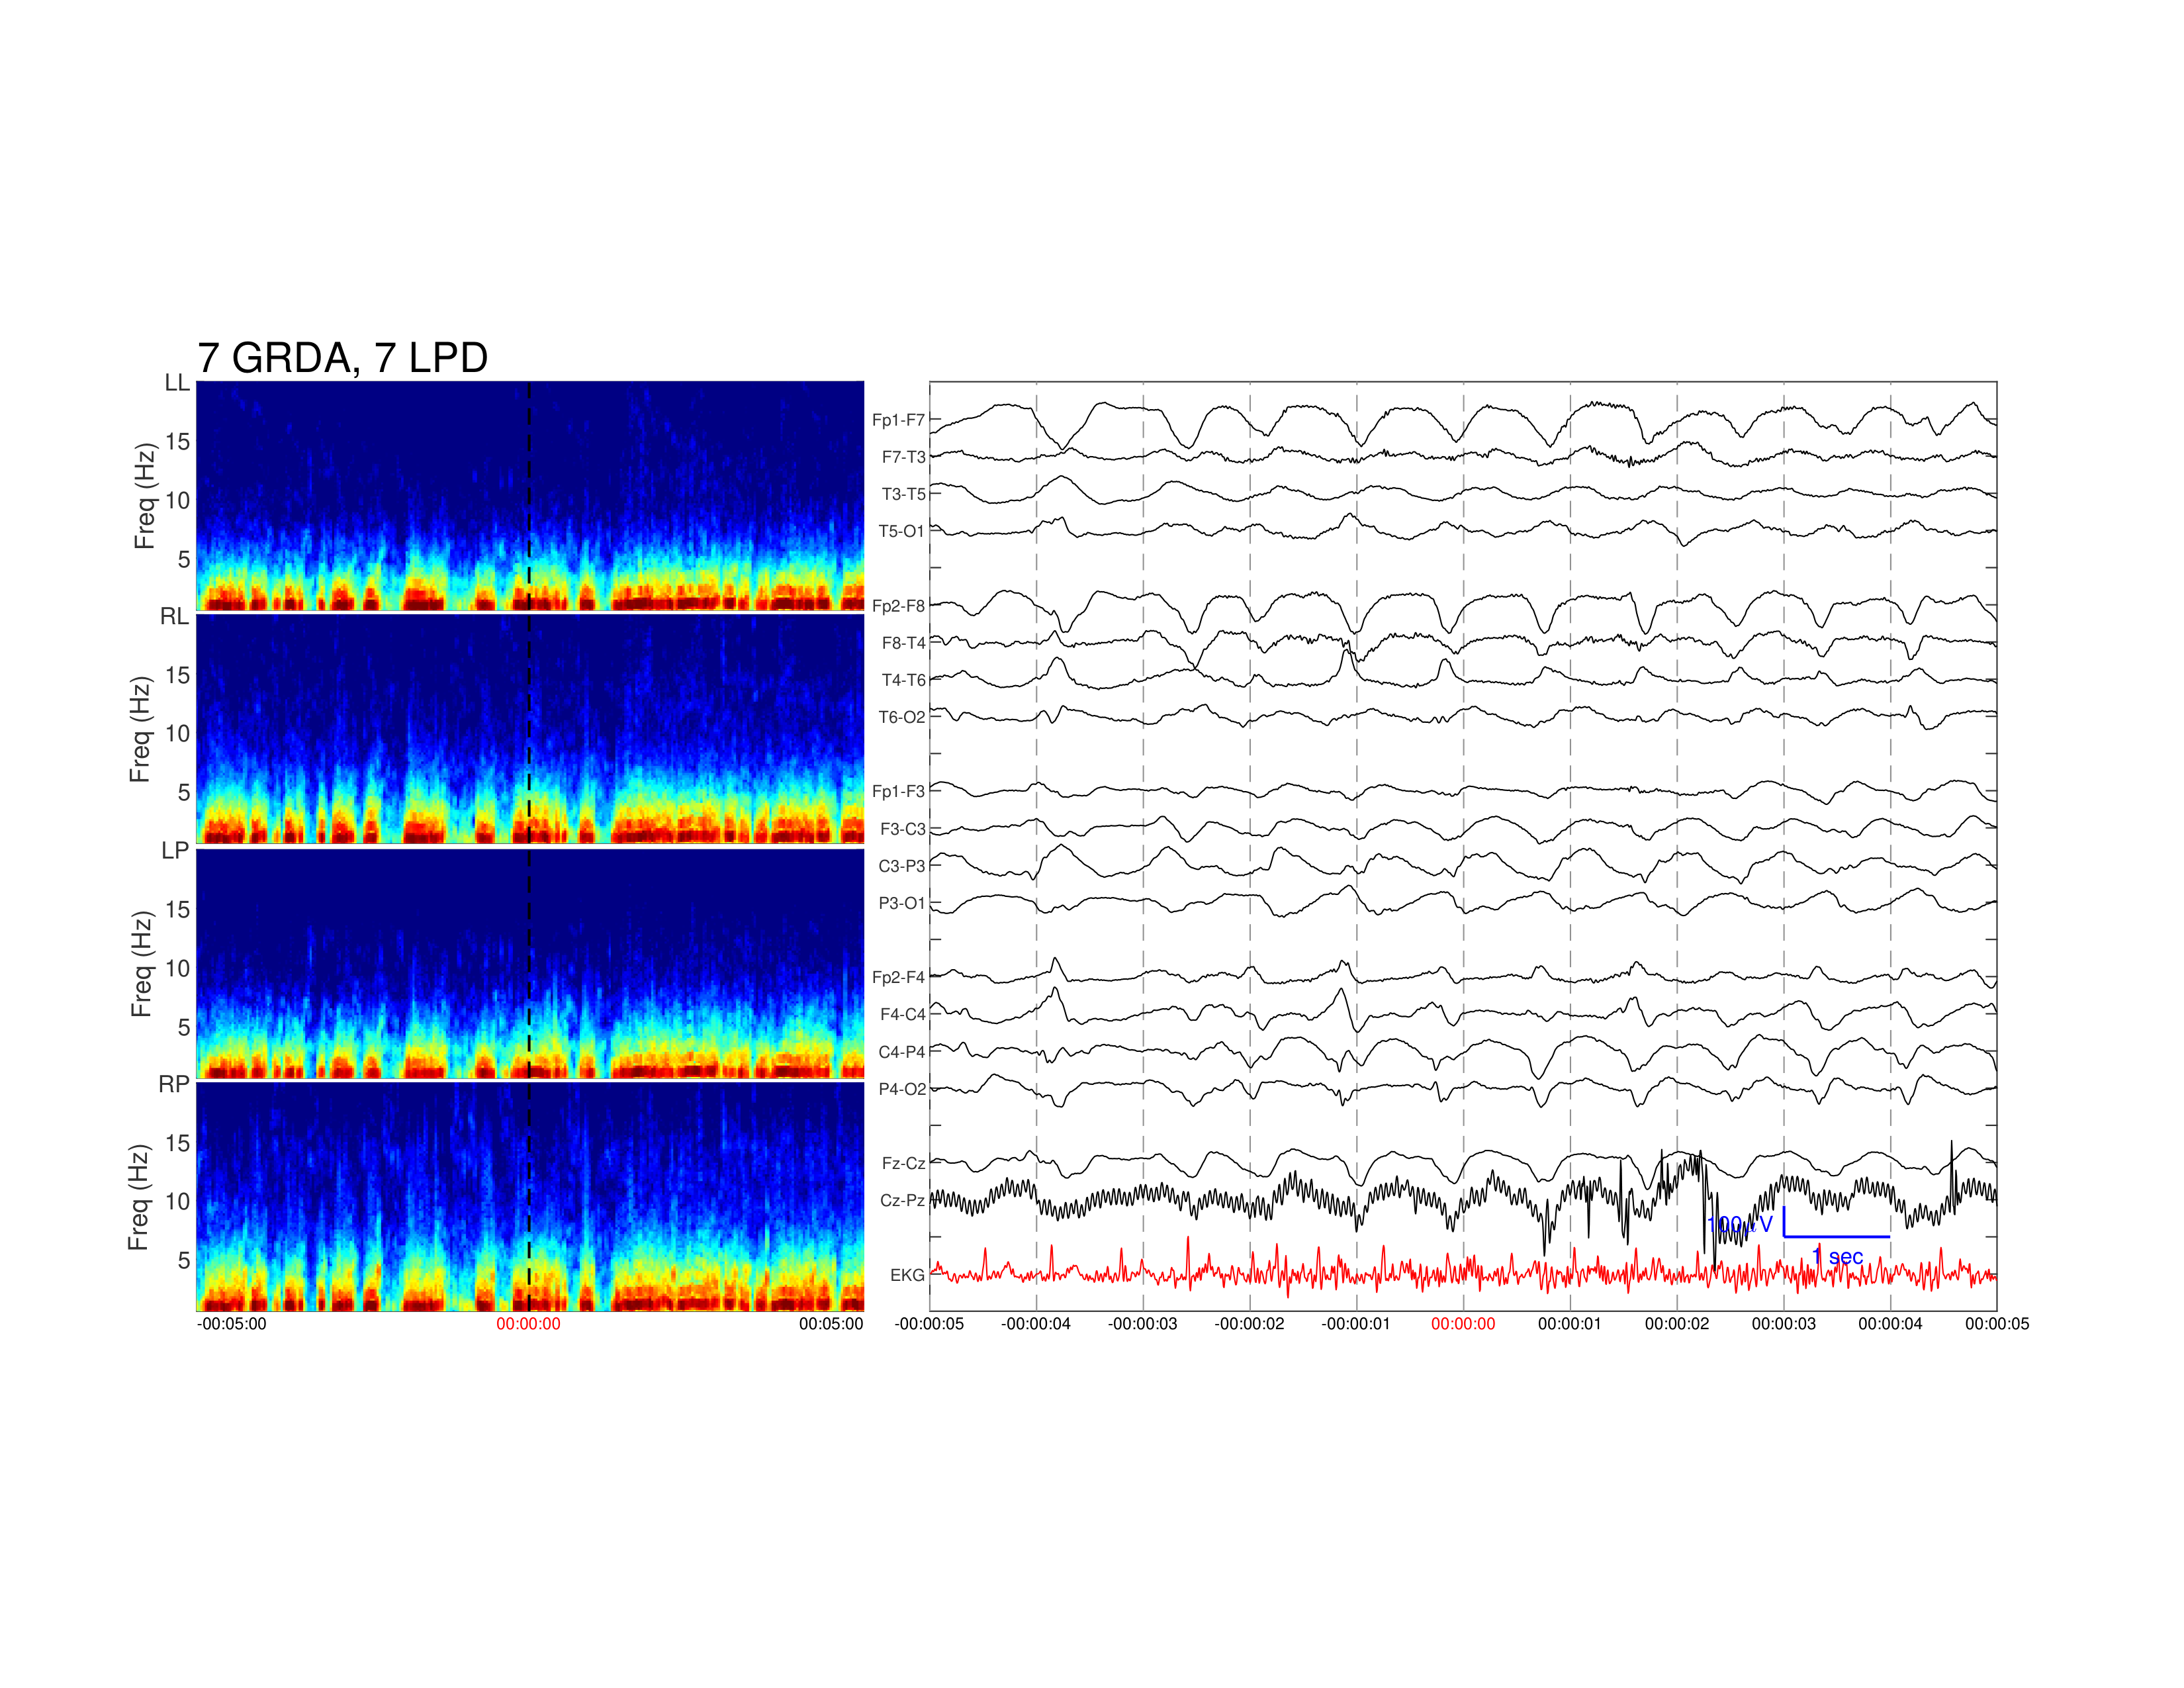 7 GRDA, 7 LPD
LL
Freq (Hz)
15
10
5
RL
Freq (Hz)
15
10
5
LP
Freq (Hz)
15
10
5
RP
Freq (Hz)
15
10
5
-00:05:00
00:00:00
00:05:00
Fp1-F7
F7-T3
T3-T5
T5-O1
Fp2-F8
F8-T4
T4-T6
T6-O2
Fp1-F3
F3-C3
C3-P3
P3-O1
Fp2-F4
F4-C4
C4-P4
P4-O2
Fz-Cz
Cz-Pz
EKG
100 μV
1 sec
-00:00:05
-00:00:04
-00:00:03
-00:00:02
-00:00:01
00:00:00
00:00:01
00:00:02
00:00:03
00:00:04
00:00:05